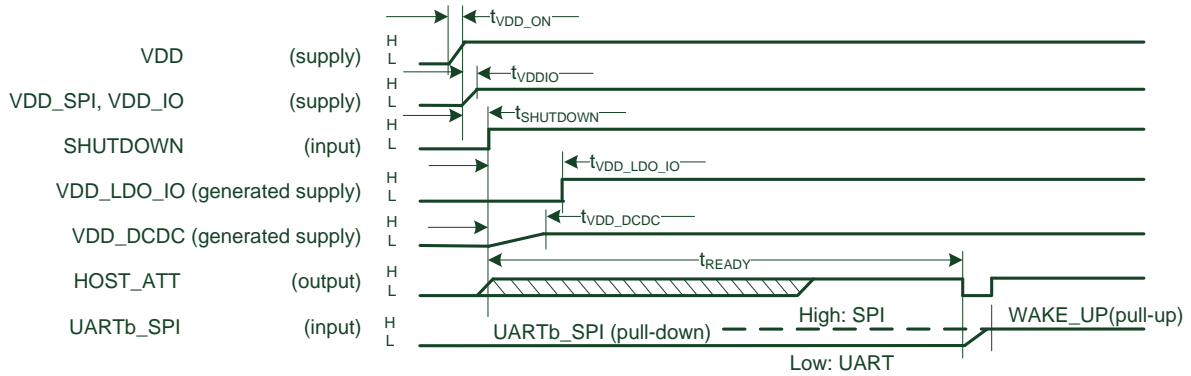 tVDD_ON
VDD (supply) H L
tVDDIO
VDD_SPI, VDD_IO (supply) H L
tSHUTDOWN
SHUTDOWN (input) H L
tVDD_LDO_IO
VDD_LDO_IO (generated supply) H L
tVDD_DCDC
VDD_DCDC (generated supply) H L
tREADY
HOST_ATT (output) H L
High: SPI WAKE_UP(pull-up)
UARTb_SPI (input) H L UARTb_SPI (pull-down)
Low: UART